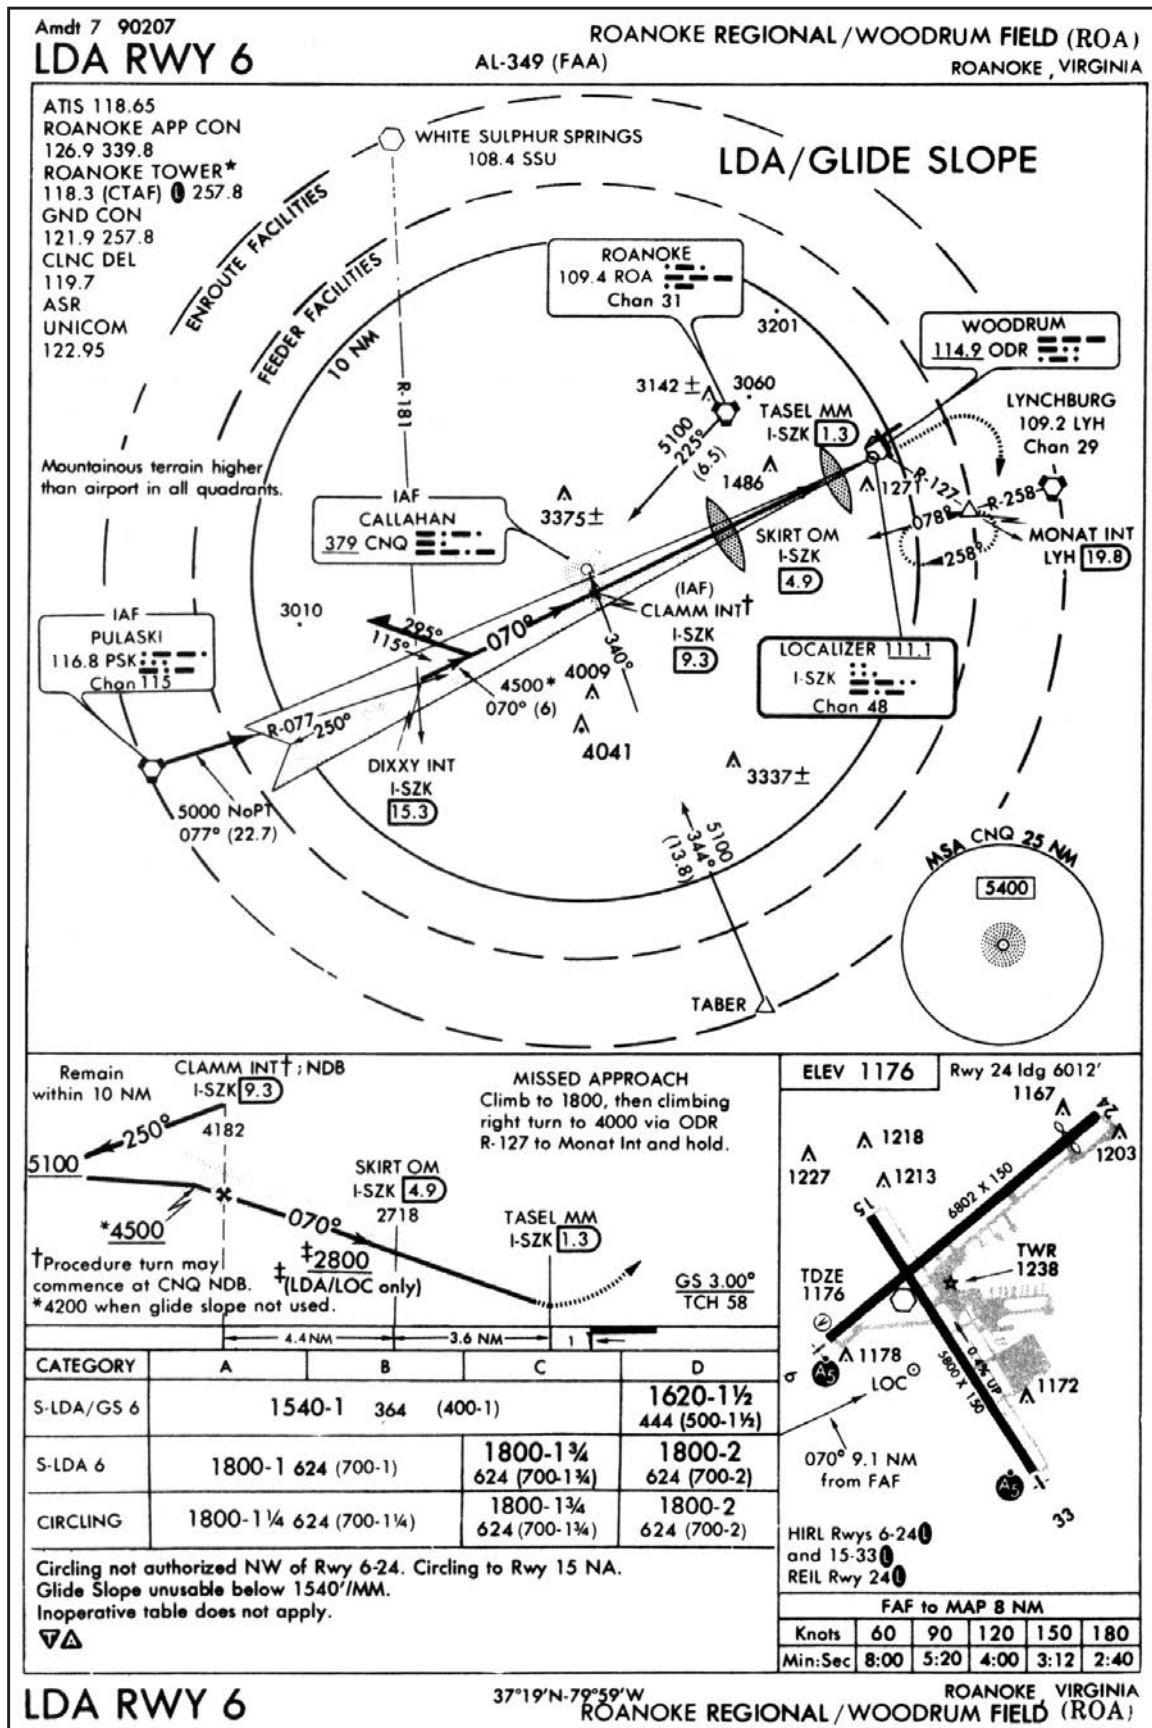 Amdt 7 90207
LDA RWY 6
AL-349 (FAA)
ROANOKE REGIONAL/WOODRUM FIELD (ROA)
ROANOKE, VIRGINIA
ATIS 118.65
ROANOKE APP CON
126.9 339.8
ROANOKE TOWER*
118.3 (CTAF) L 257.8
GND CON
121.9 257.8
CLNC DEL
119.7
ASR
UNICOM
122.95
WHITE SULPHUR SPRINGS
108.4 SSU
LDA/GLIDE SLOPE
ENROUTE FACILITIES
FEEDER FACILITIES
10 NM
R-181
ROANOKE
109.4 ROA
Chan 31
3201
WOODRUM
114.9 ODR
3142 ±
3060
TASEL MM
I-SZK 1.3
LYNCHBURG
109.2 LYH
Chan 29
5100
225°
(6.5)
1486
1271
R-127
R-258
078°
258°
MONAT INT
LYH 19.8
Mountainous terrain higher
than airport in all quadrants.
IAF
CALLAHAN
379 CNQ
3375±
SKIRT OM
I-SZK
4.9
(IAF)
CLAMM INT†
I-SZK
9.3
3010
IAF
PULASKI
116.8 PSK
Chan 115
295°
115°
070°
340°
LOCALIZER 111.1
I-SZK
Chan 48
4500*
070° (6)
4009
4041
R-077
250°
DIXXY INT
I-SZK
15.3
3337±
5000 NoPT
077° (22.7)
5100
344°
(13.8)
TABER
MSA CNQ 25 NM
5400
Remain
within 10 NM
CLAMM INT†; NDB
I-SZK 9.3
250°
4182
5100
*4500
070°
SKIRT OM
I-SZK 4.9
2718
‡2800
‡(LDA/LOC only)
TASEL MM
I-SZK 1.3
MISSED APPROACH
Climb to 1800, then climbing
right turn to 4000 via ODR
R-127 to Monat Int and hold.
†Procedure turn may
commence at CNQ NDB.
*4200 when glide slope not used.
GS 3.00°
TCH 58
4.4 NM
3.6 NM
1
CATEGORY A B C D
S-LDA/GS 6 1540-1 364 (400-1) 1620-1½
444 (500-1½)
S-LDA 6 1800-1 624 (700-1) 1800-1¾
624 (700-1¾) 1800-2
624 (700-2)
CIRCLING 1800-1¼ 624 (700-1¼) 1800-1¾
624 (700-1¾) 1800-2
624 (700-2)
Circling not authorized NW of Rwy 6-24. Circling to Rwy 15 NA.
Glide Slope unusable below 1540'/MM.
Inoperative table does not apply.
T A
ELEV 1176
Rwy 24 ldg 6012'
1167
24
1218
1203
1227
1213
6802 X 150
15
TWR
1238
TDZE
1176
1178
0.4% UP
5800 X 150
6
A5
LOC
1172
070° 9.1 NM
from FAF
A5
33
HIRL Rwys 6-24 L
and 15-33 L
REIL Rwy 24 L
FAF to MAP 8 NM
Knots 60 90 120 150 180
Min:Sec 8:00 5:20 4:00 3:12 2:40
LDA RWY 6
37°19'N-79°59'W
ROANOKE, VIRGINIA
ROANOKE REGIONAL/WOODRUM FIELD (ROA)